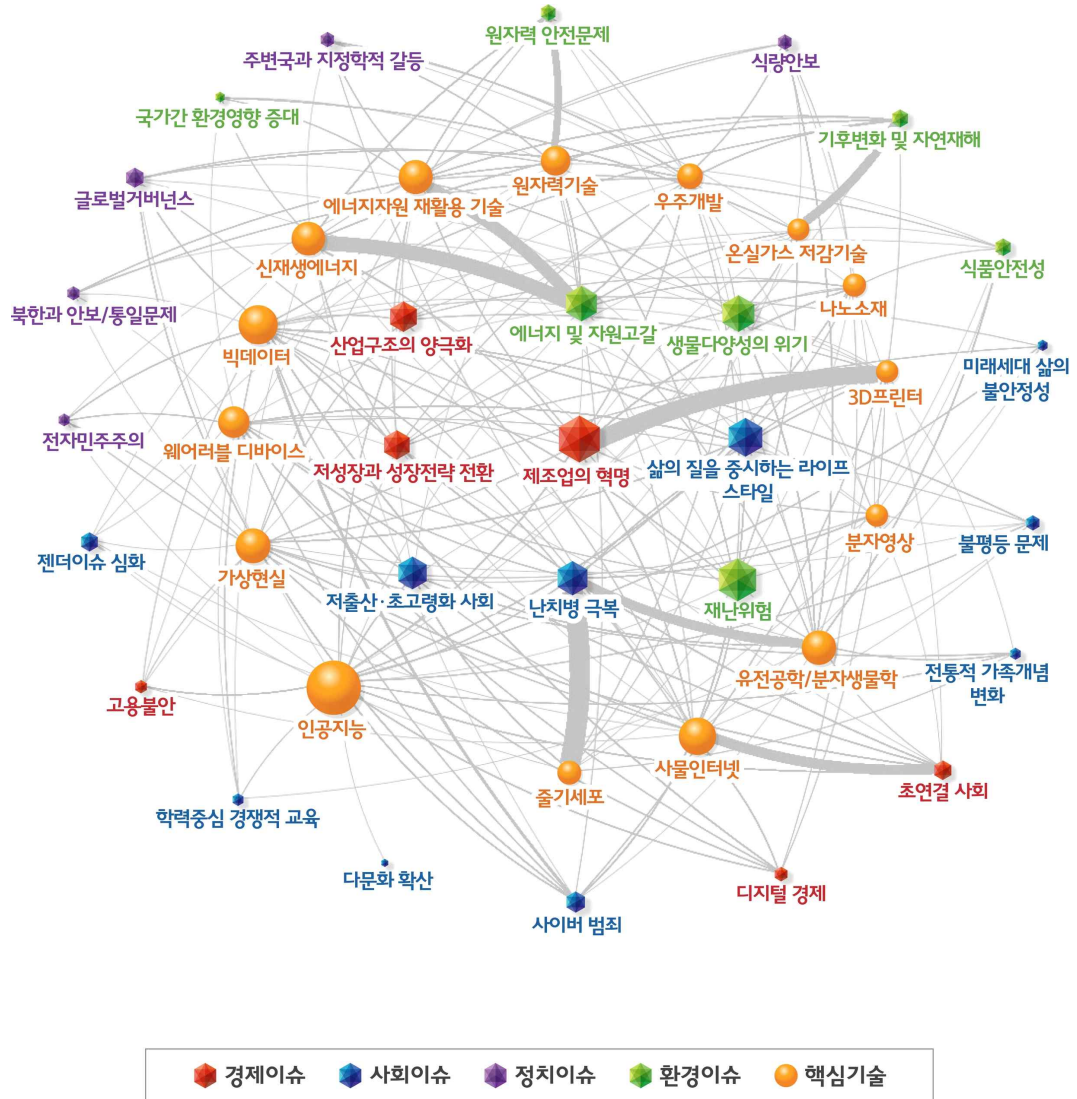 원자력 안전문제
주변국과 지정학적 갈등
식량안보
국가간 환경영향 증대
기후변화 및 자연재해
글로벌거버넌스
에너지자원 재활용 기술
원자력기술
우주개발
신재생에너지
온실가스 저감기술
식품안전성
북한과 안보/통일문제
나노소재
빅데이터
산업구조의 양극화
에너지 및 자원고갈
생물다양성의 위기
미래세대 삶의
불안정성
3D프린터
전자민주주의
웨어러블 디바이스
저성장과 성장전략 전환
제조업의 혁명
삶의 질을 중시하는 라이프
스타일
분자영상
불평등 문제
젠더이슈 심화
가상현실
저출산·초고령화 사회
난치병 극복
재난위험
유전공학/분자생물학
전통적 가족개념
변화
고용불안
인공지능
사물인터넷
줄기세포
초연결 사회
학력중심 경쟁적 교육
다문화 확산
디지털 경제
사이버 범죄
경제이슈 사회이슈 정치이슈 환경이슈 핵심기술